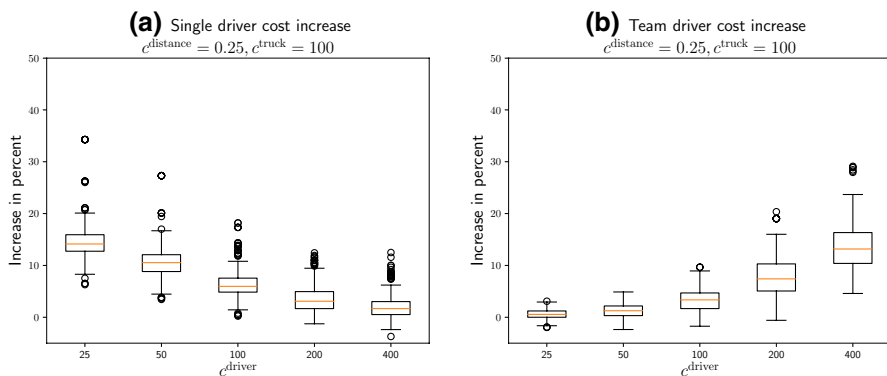 (a) Single driver cost increase
c^distance = 0.25, c^truck = 100
Increase in percent
50
40
30
20
10
0
25 50 100 200 400
c^driver
(b) Team driver cost increase
c^distance = 0.25, c^truck = 100
Increase in percent
50
40
30
20
10
0
25 50 100 200 400
c^driver